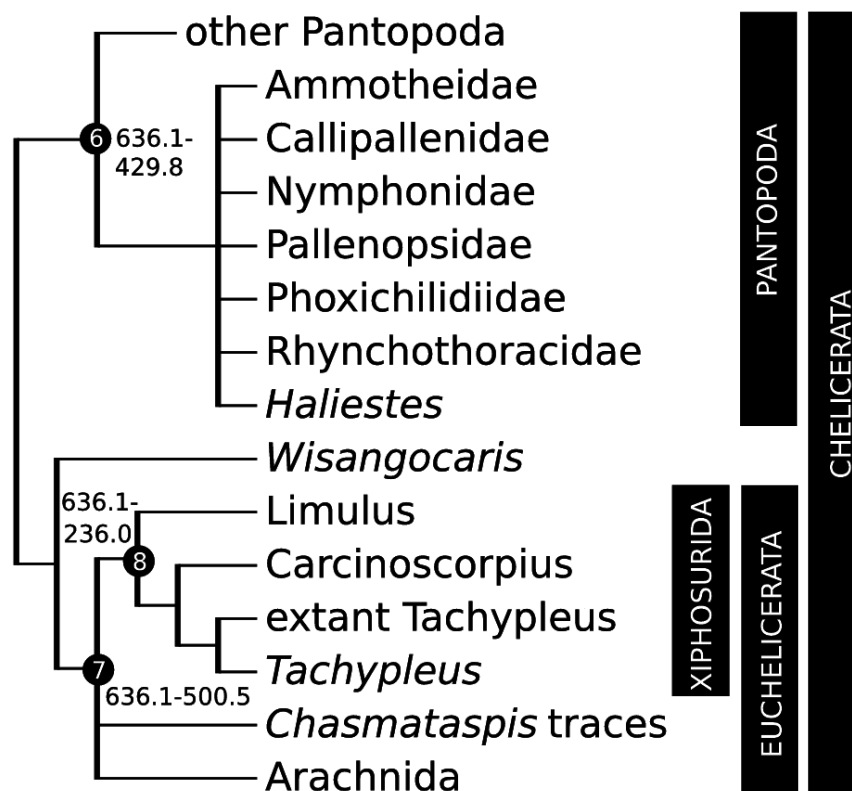 other Pantopoda
Ammotheidae
6 636.1-
429.8
Callipallenidae
Nymphonidae
Pallenopsidae
Phoxichilidiidae
Rhynchothoracidae
Haliestes
Wisangocaris
636.1-
236.0
Limulus
8
Carcinoscorpius
extant Tachypleus
7
Tachypleus
636.1-500.5
Chasmataspis traces
Arachnida
PANTOPODA
XIPHOSURIDA
EUCHELICERATA
CHELICERATA